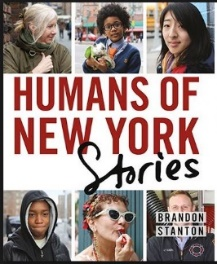 HUMANS OF
NEW YORK
Stories
BRANDON
STANTON